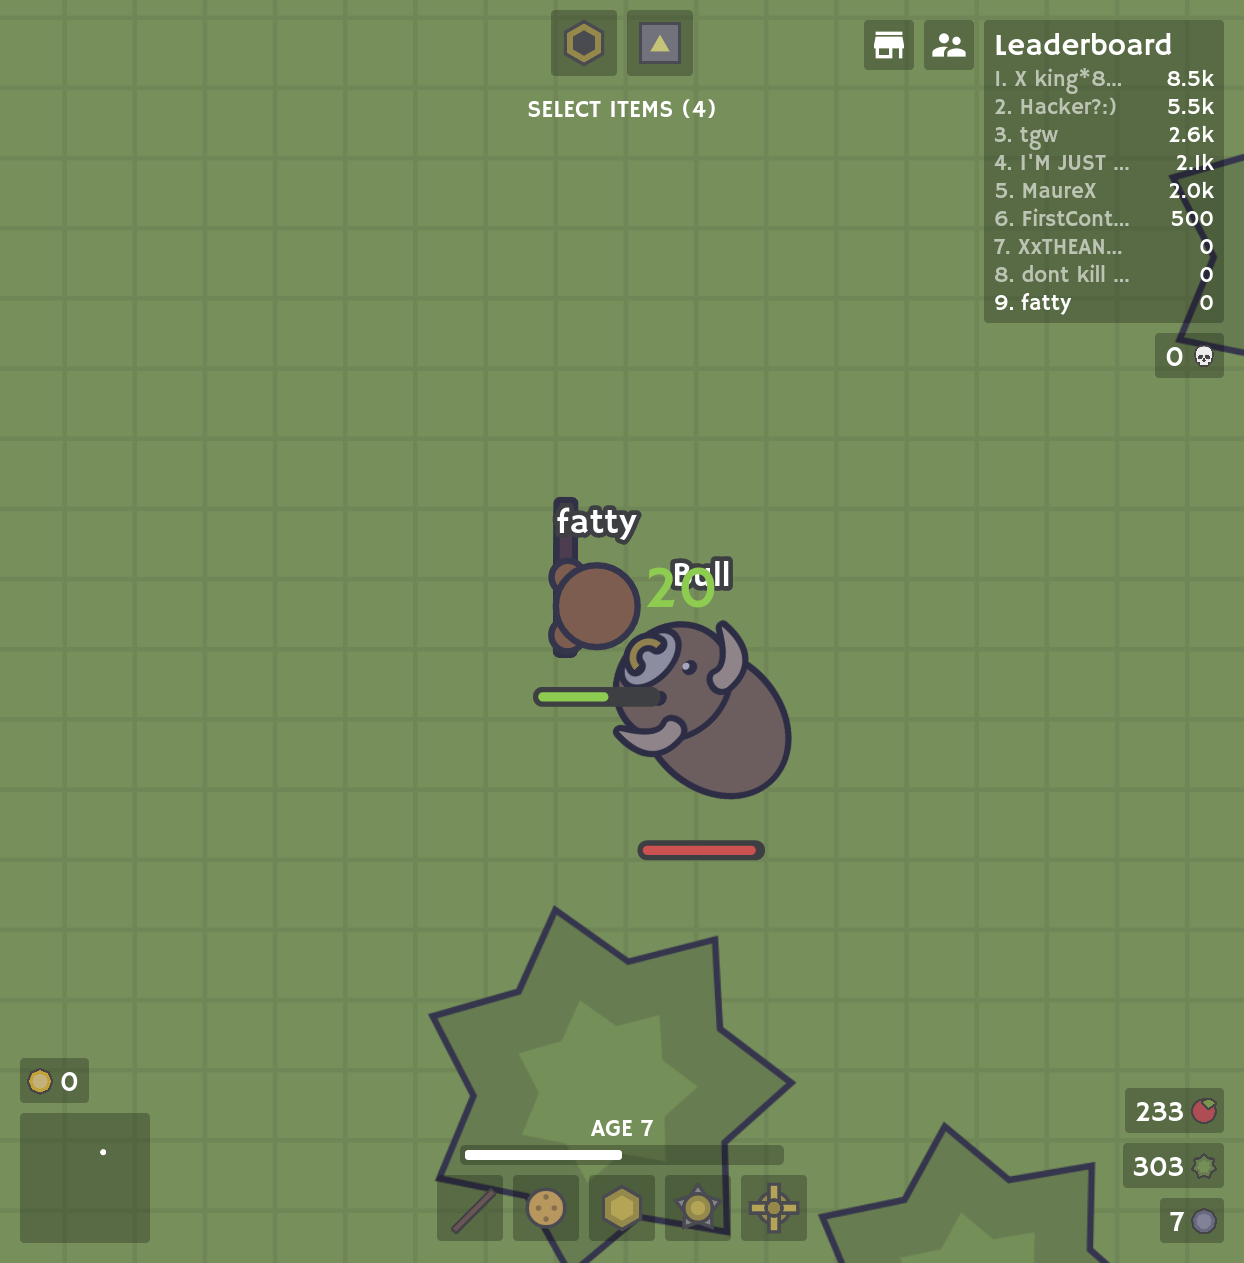 SELECT ITEMS (4)
Leaderboard
1. X king*8... 8.5k
2. Hacker?:) 5.5k
3. tgw 2.6k
4. I'M JUST ... 2.1k
5. MaureX 2.0k
6. FirstCont... 500
7. XxTHEAN... 0
8. dont kill ... 0
9. fatty 0
0
fatty
Bull
20
0
AGE 7
233
303
7